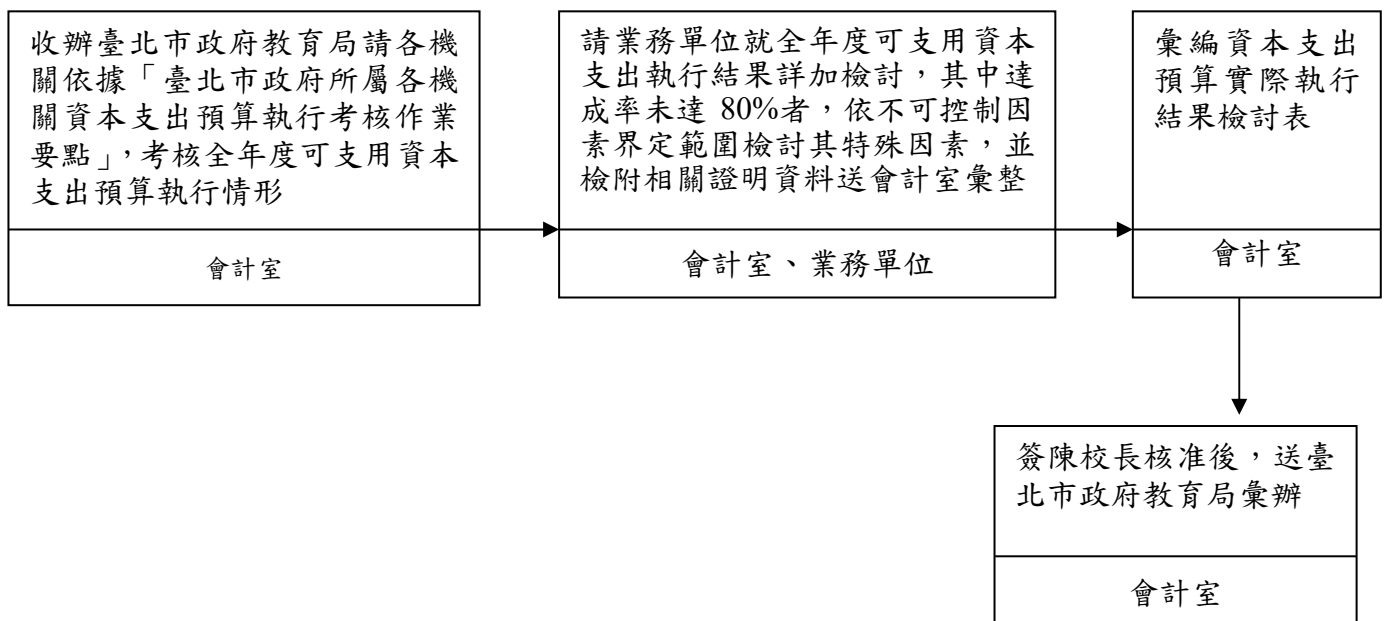 收辦臺北市政府教育局請各機
關依據「臺北市政府所屬各機
關資本支出預算執行考核作業
要點」,考核全年度可支用資本
支出預算執行情形
會計室
請業務單位就全年度可支用資本
支出執行結果詳加檢討,其中達
成率未達 80%者,依不可控制因
素界定範圍檢討其特殊因素,並
檢附相關證明資料送會計室彙整
會計室、業務單位
彙編資本支出
預算實際執行
結果檢討表
會計室
簽陳校長核准後,送臺
北市政府教育局彙辦
會計室